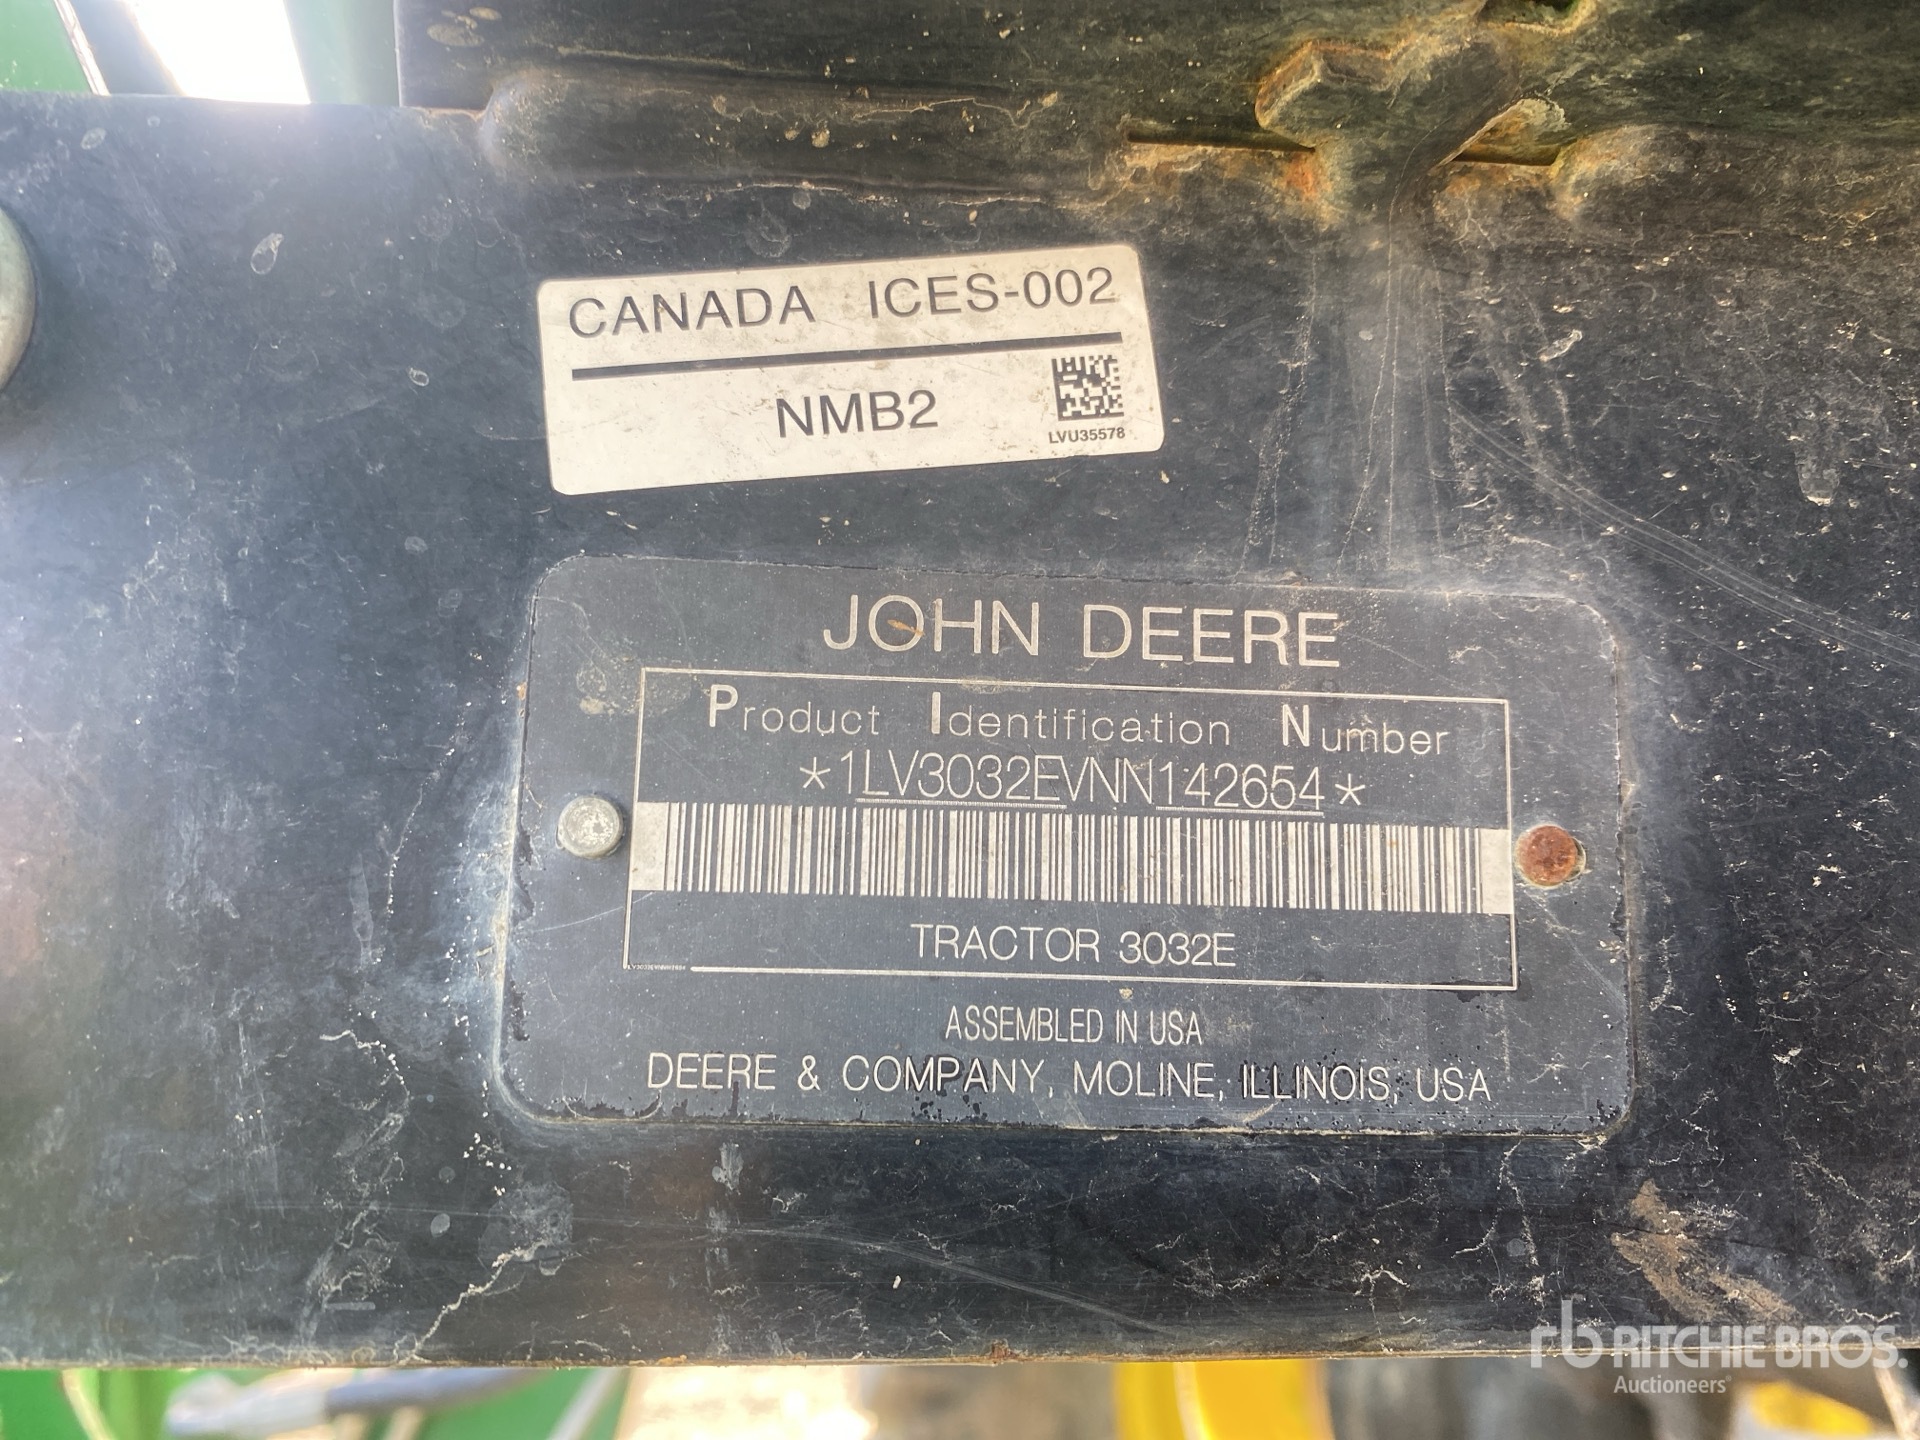 CANADA ICES-002
NMB2
LVU35578
JOHN DEERE
Product Identification Number
*1LV3032EVNN142654*
TRACTOR 3032E
ASSEMBLED IN USA
DEERE & COMPANY, MOLINE, ILLINOIS, USA
rb RITCHIE BROS.
Auctioneers